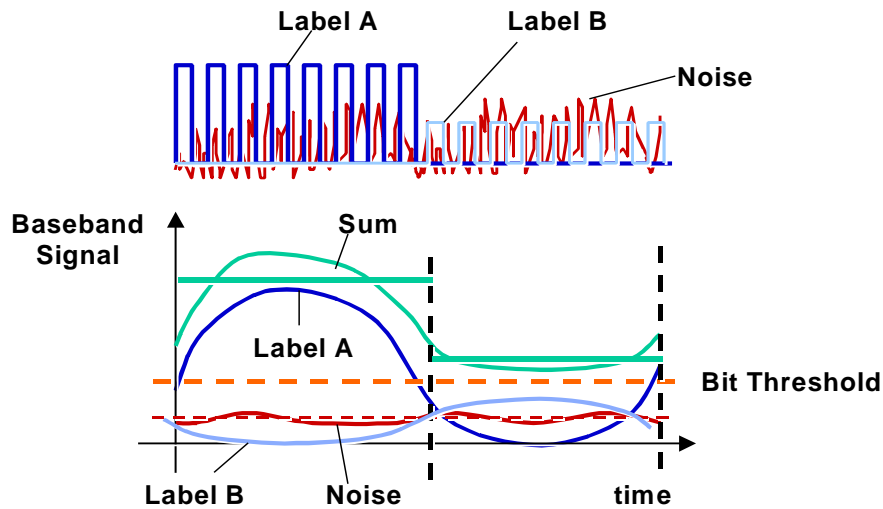 Label A
Label B
Noise
Baseband
Signal
Sum
Label A
Bit Threshold
Label B
Noise
time